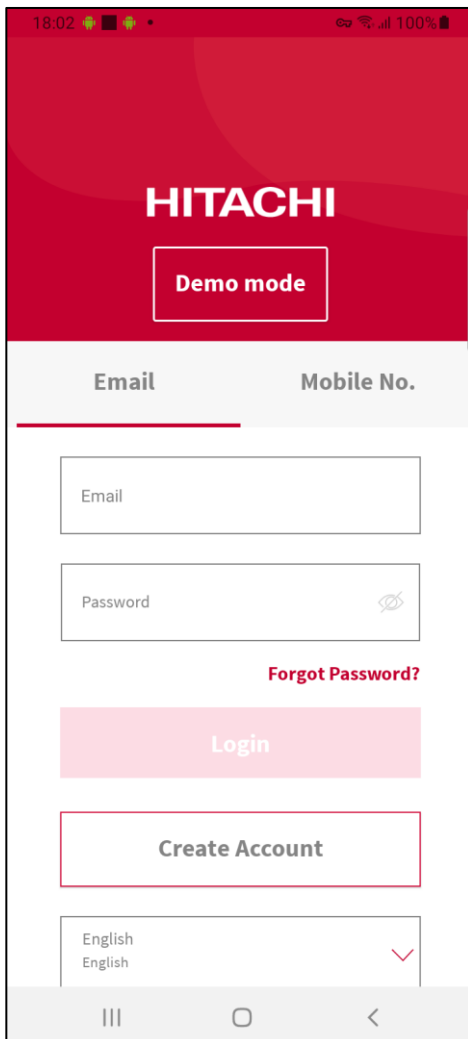 18:02 100%
HITACHI
Demo mode
Email Mobile No.
Email
Password
Forgot Password?
Login
Create Account
English
English